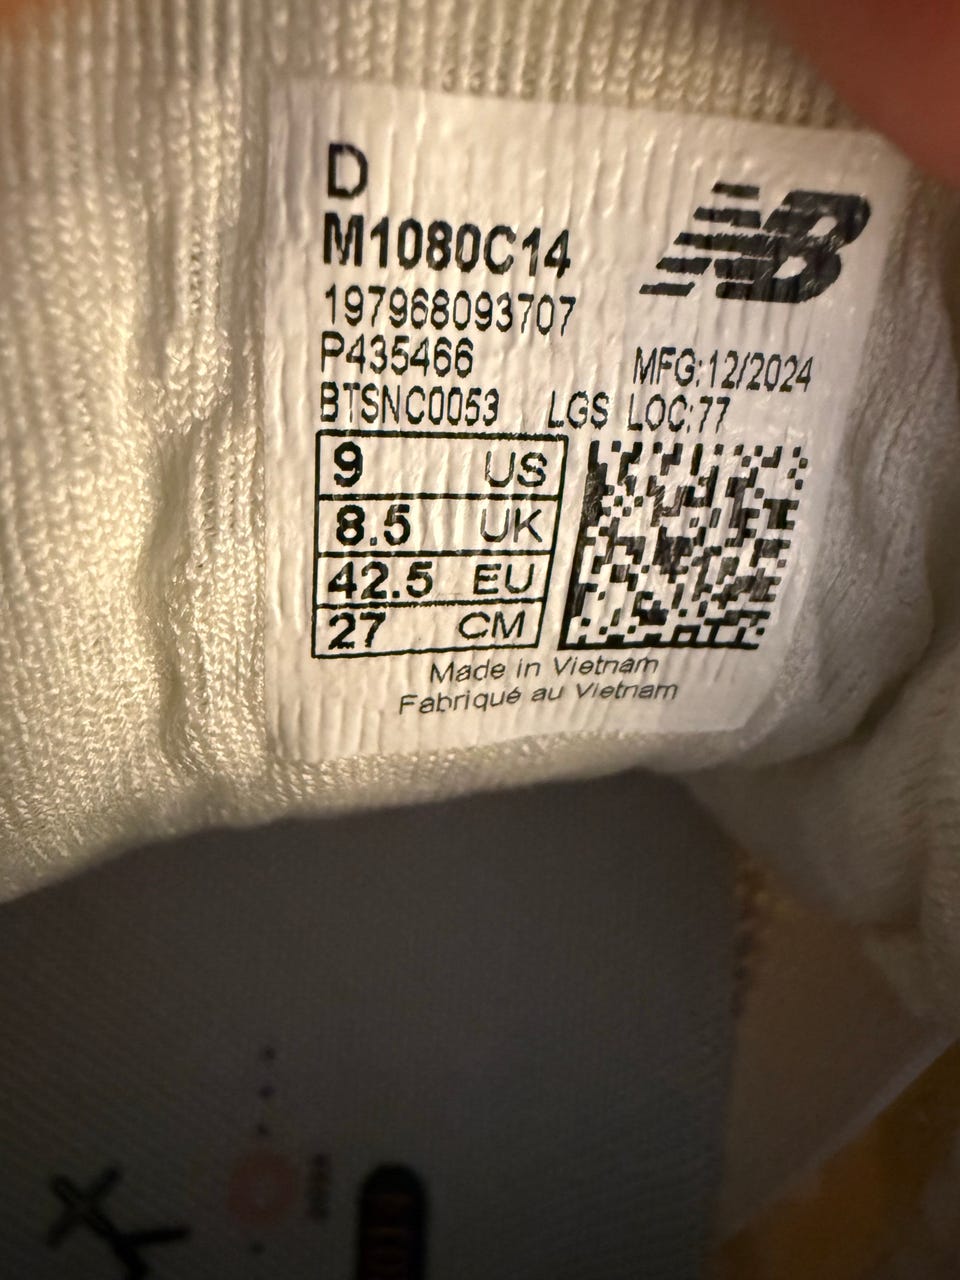 D
M1080C14
NB
197968093707
P435466
MFG:12/2024
BTSNC0053 LGS LOC:77
9 US
8.5 UK
42.5 EU
27 CM
Made in Vietnam
Fabriqué au Vietnam